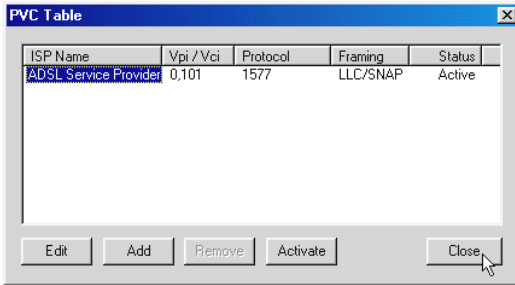 PVC Table
ISP Name Vpi / Vci Protocol Framing Status
ADSL Service Provider 0,101 1577 LLC/SNAP Active
Edit Add Remove Activate Close